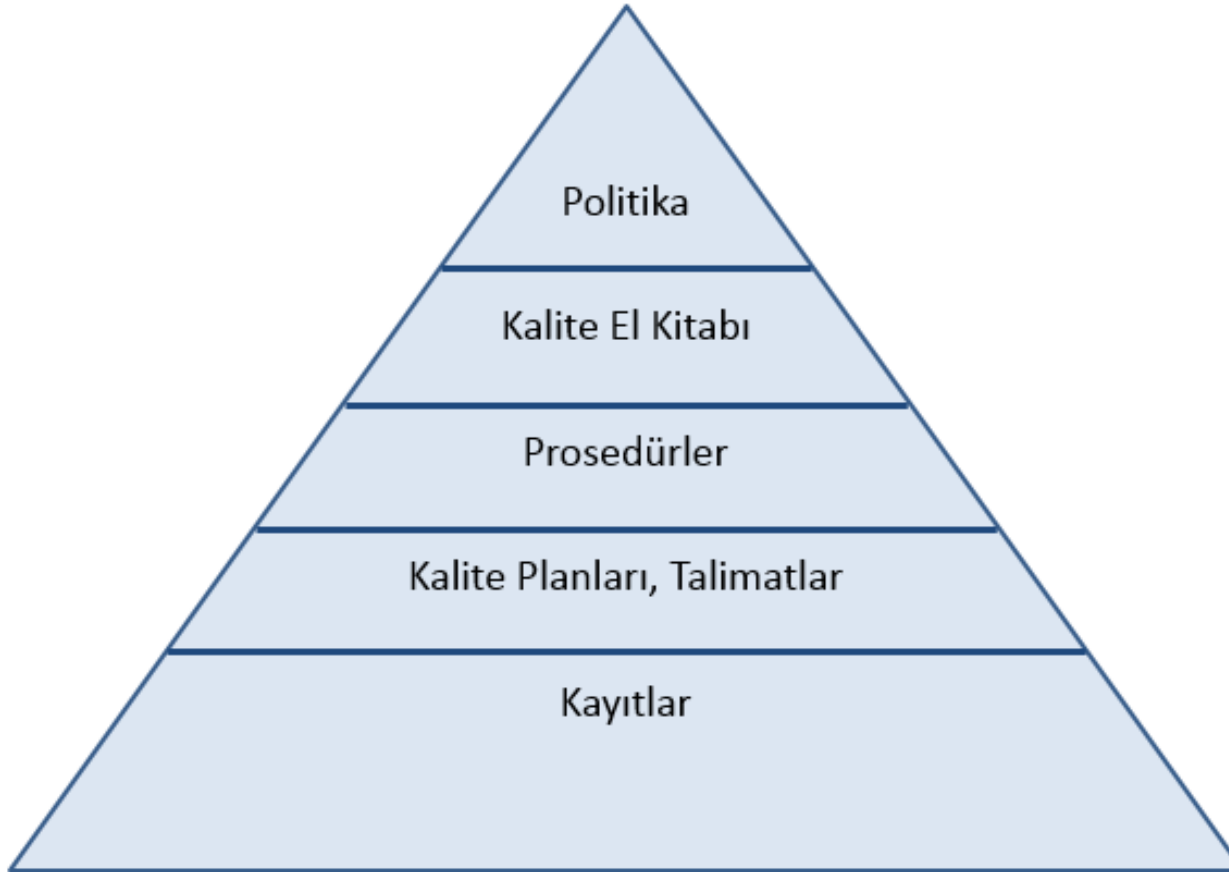 Politika
Kalite El Kitabı
Prosedürler
Kalite Planları, Talimatlar
Kayıtlar